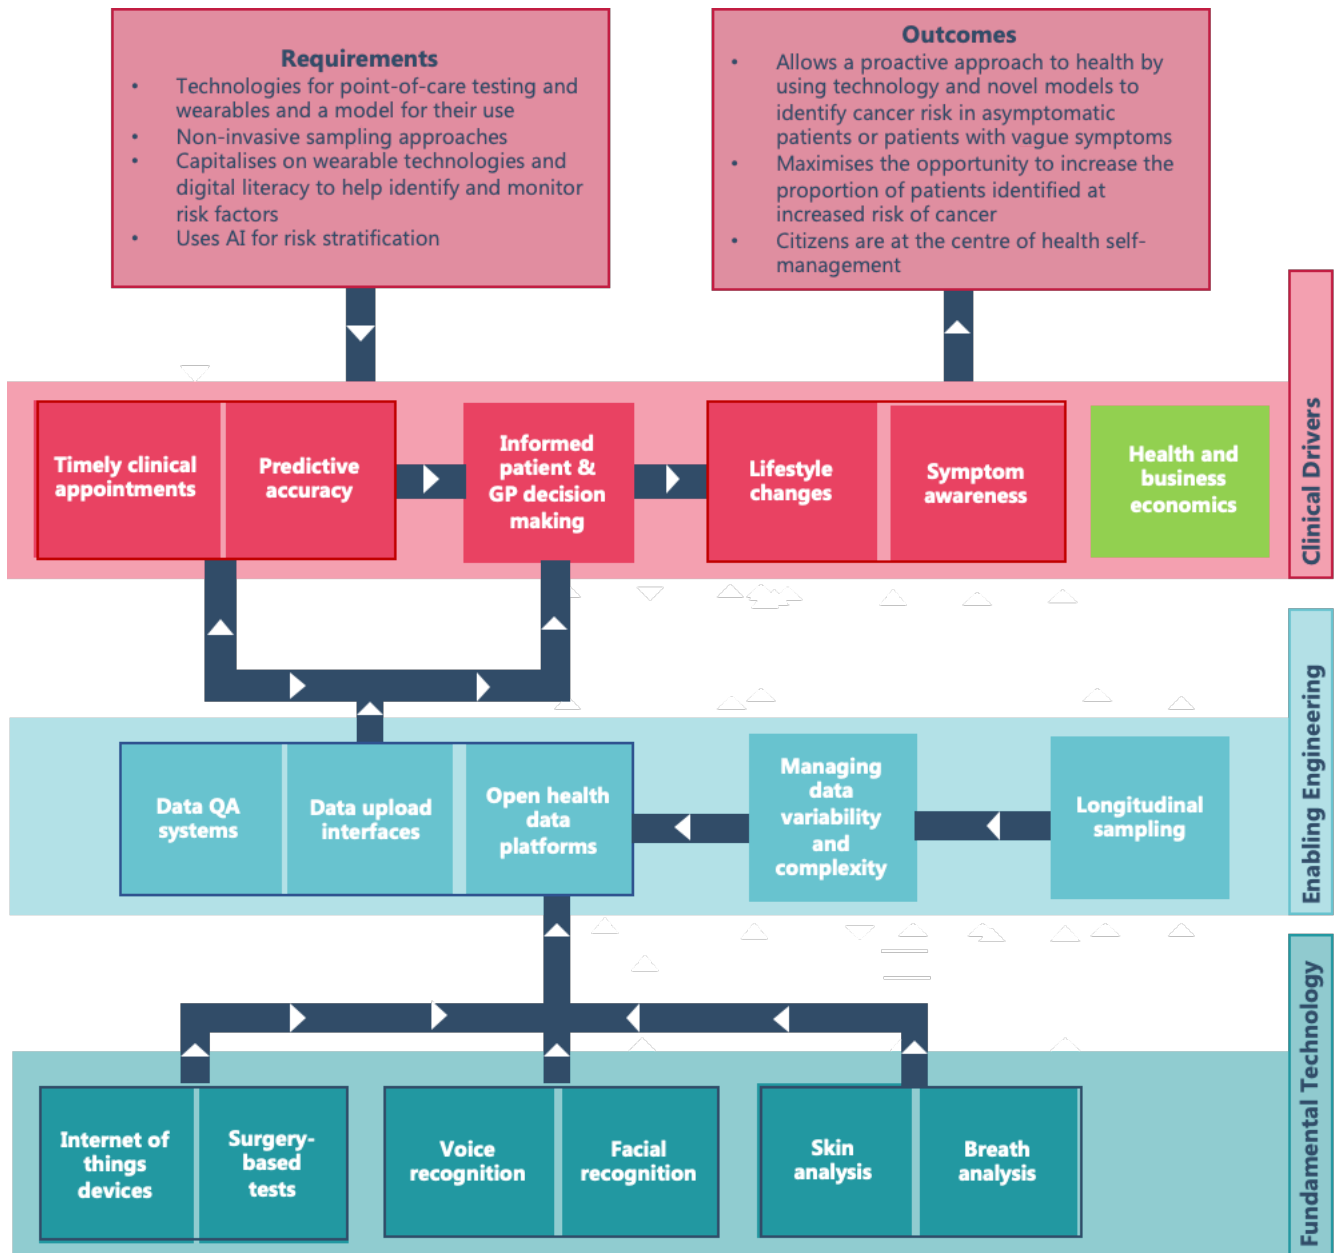 Requirements
• Technologies for point-of-care testing and
wearables and a model for their use
• Non-invasive sampling approaches
• Capitalises on wearable technologies and
digital literacy to help identify and monitor
risk factors
• Uses AI for risk stratification
Outcomes
• Allows a proactive approach to health by
using technology and novel models to
identify cancer risk in asymptomatic
patients or patients with vague symptoms
• Maximises the opportunity to increase the
proportion of patients identified at
increased risk of cancer
• Citizens are at the centre of health self-
management
Clinical Drivers
Timely clinical
appointments
Predictive
accuracy
Informed
patient &
GP decision
making
Lifestyle
changes
Symptom
awareness
Health and
business
economics
Enabling Engineering
Data QA
systems
Data upload
interfaces
Open health
data
platforms
Managing
data
variability
and
complexity
Longitudinal
sampling
Fundamental Technology
Internet of
things
devices
Surgery-
based
tests
Voice
recognition
Facial
recognition
Skin
analysis
Breath
analysis